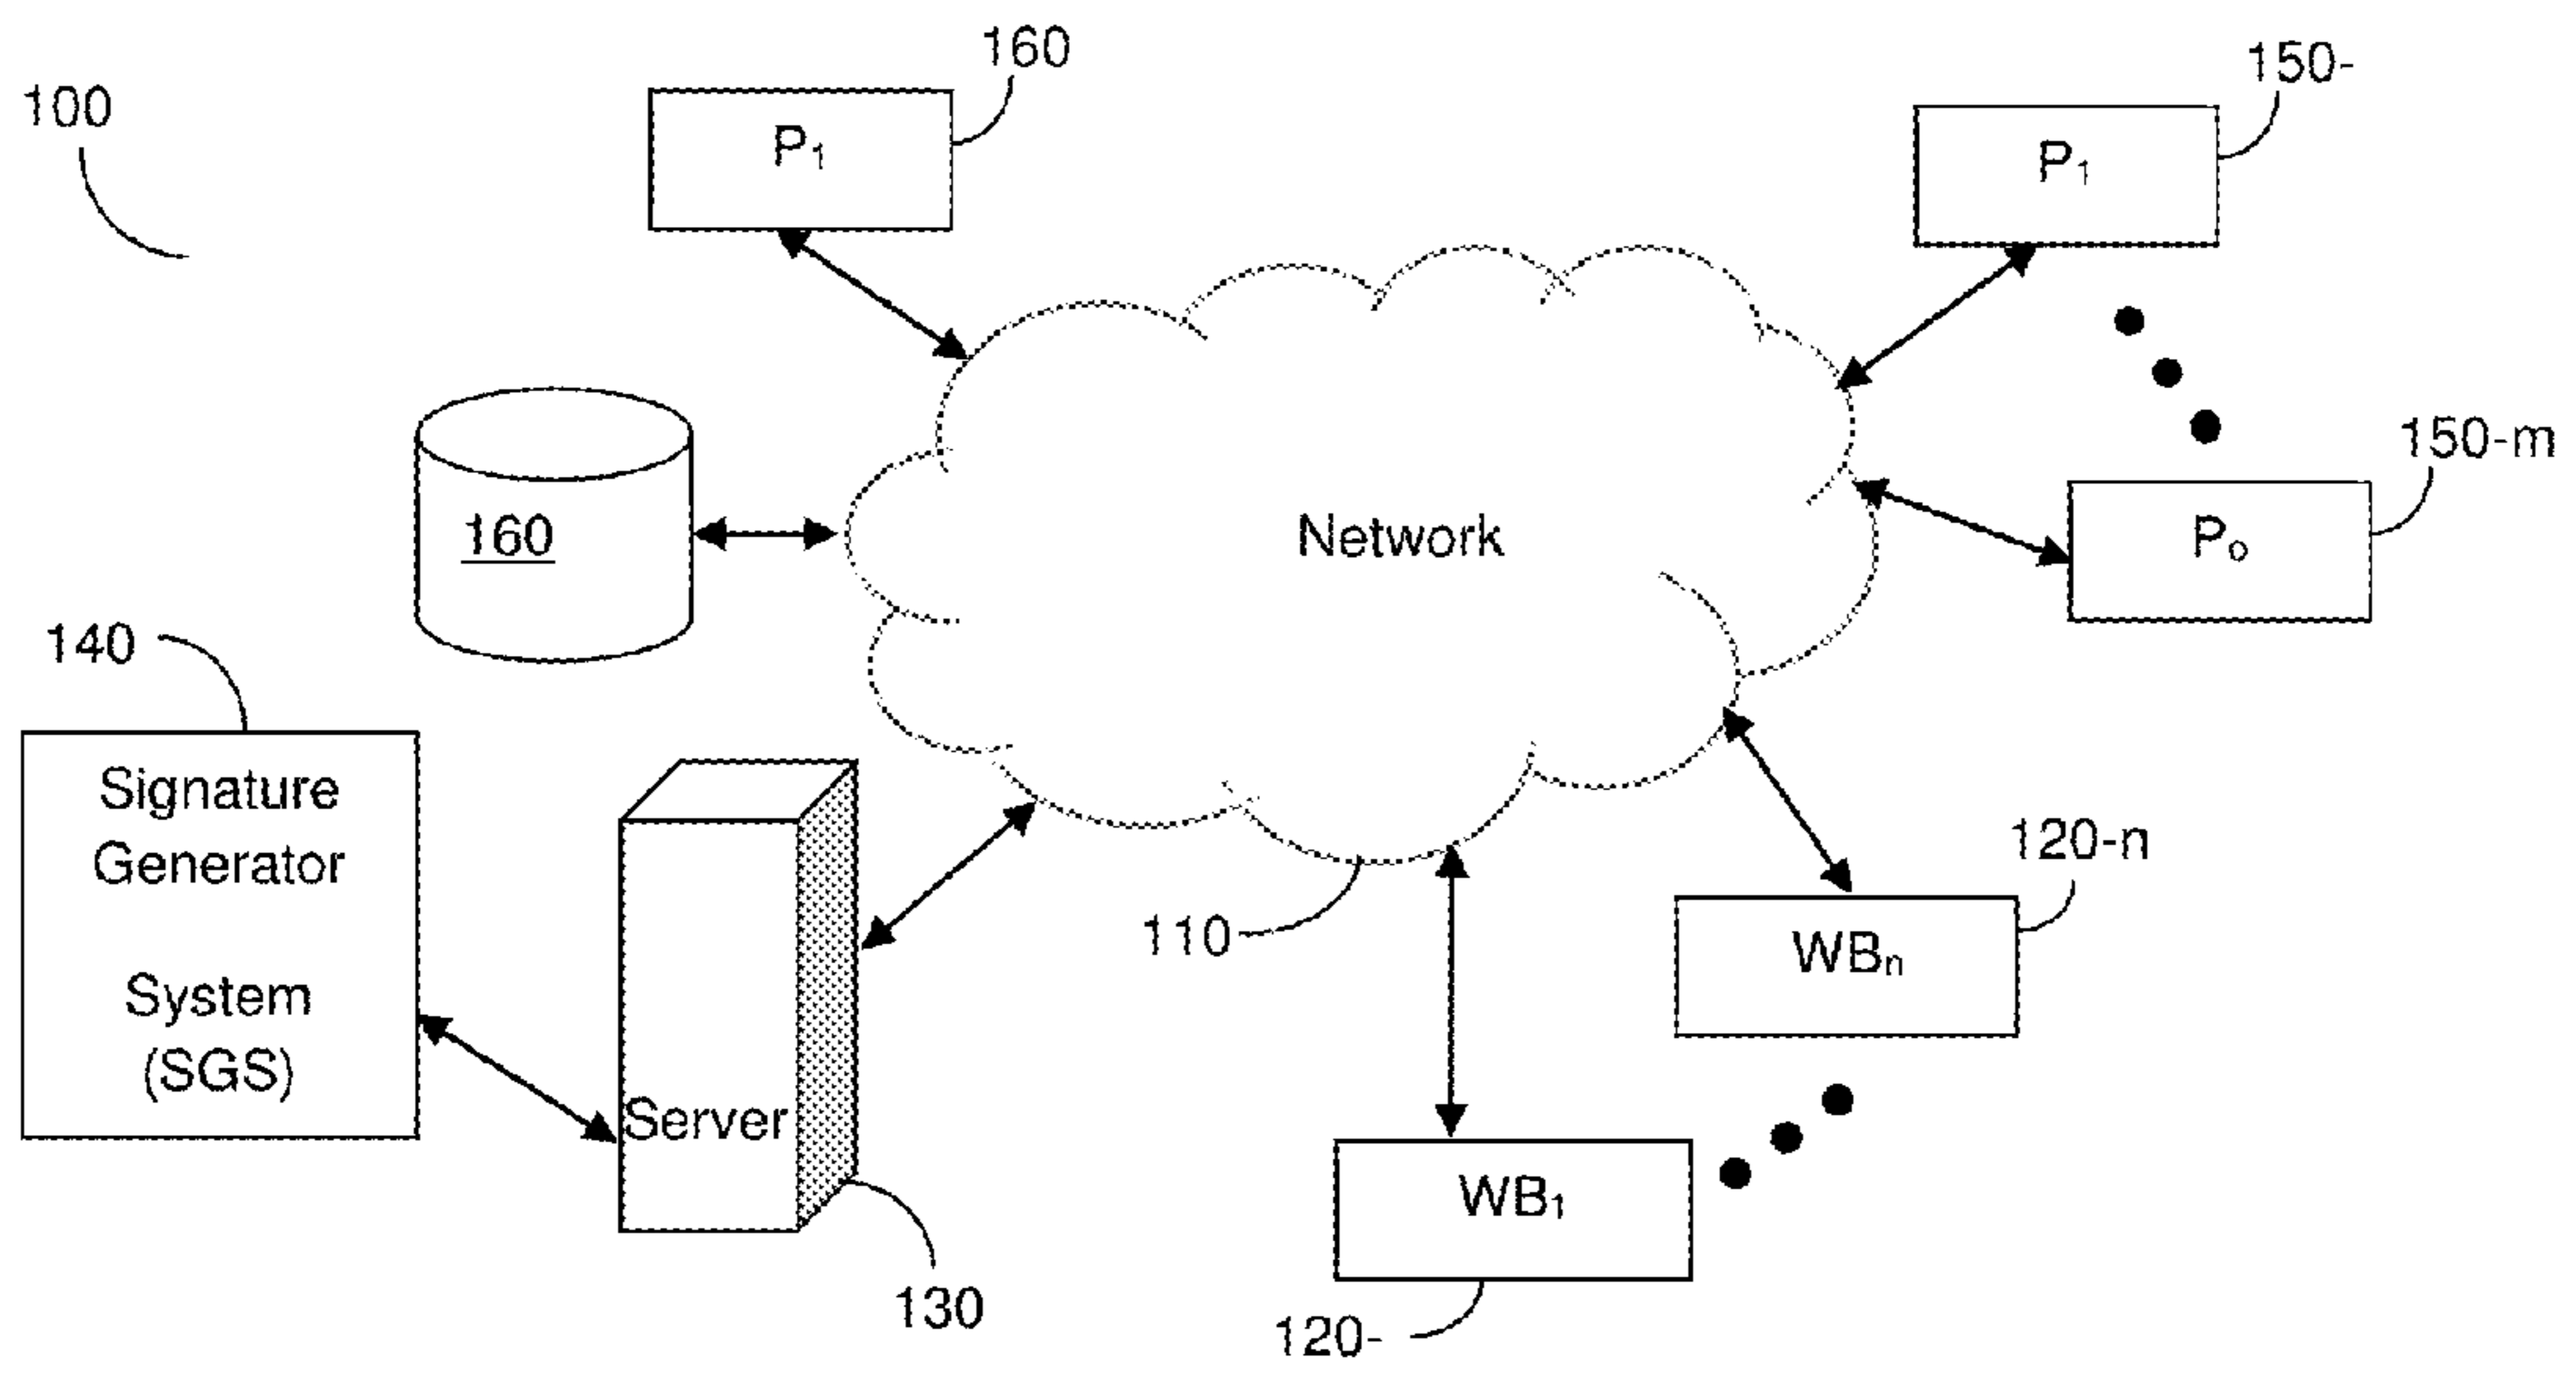 100
160
P₁
150-
P₁
150-m
Pₒ
160
Network
140
Signature
Generator
System
(SGS)
Server
130
110
120-n
WBₙ
WB₁
120-